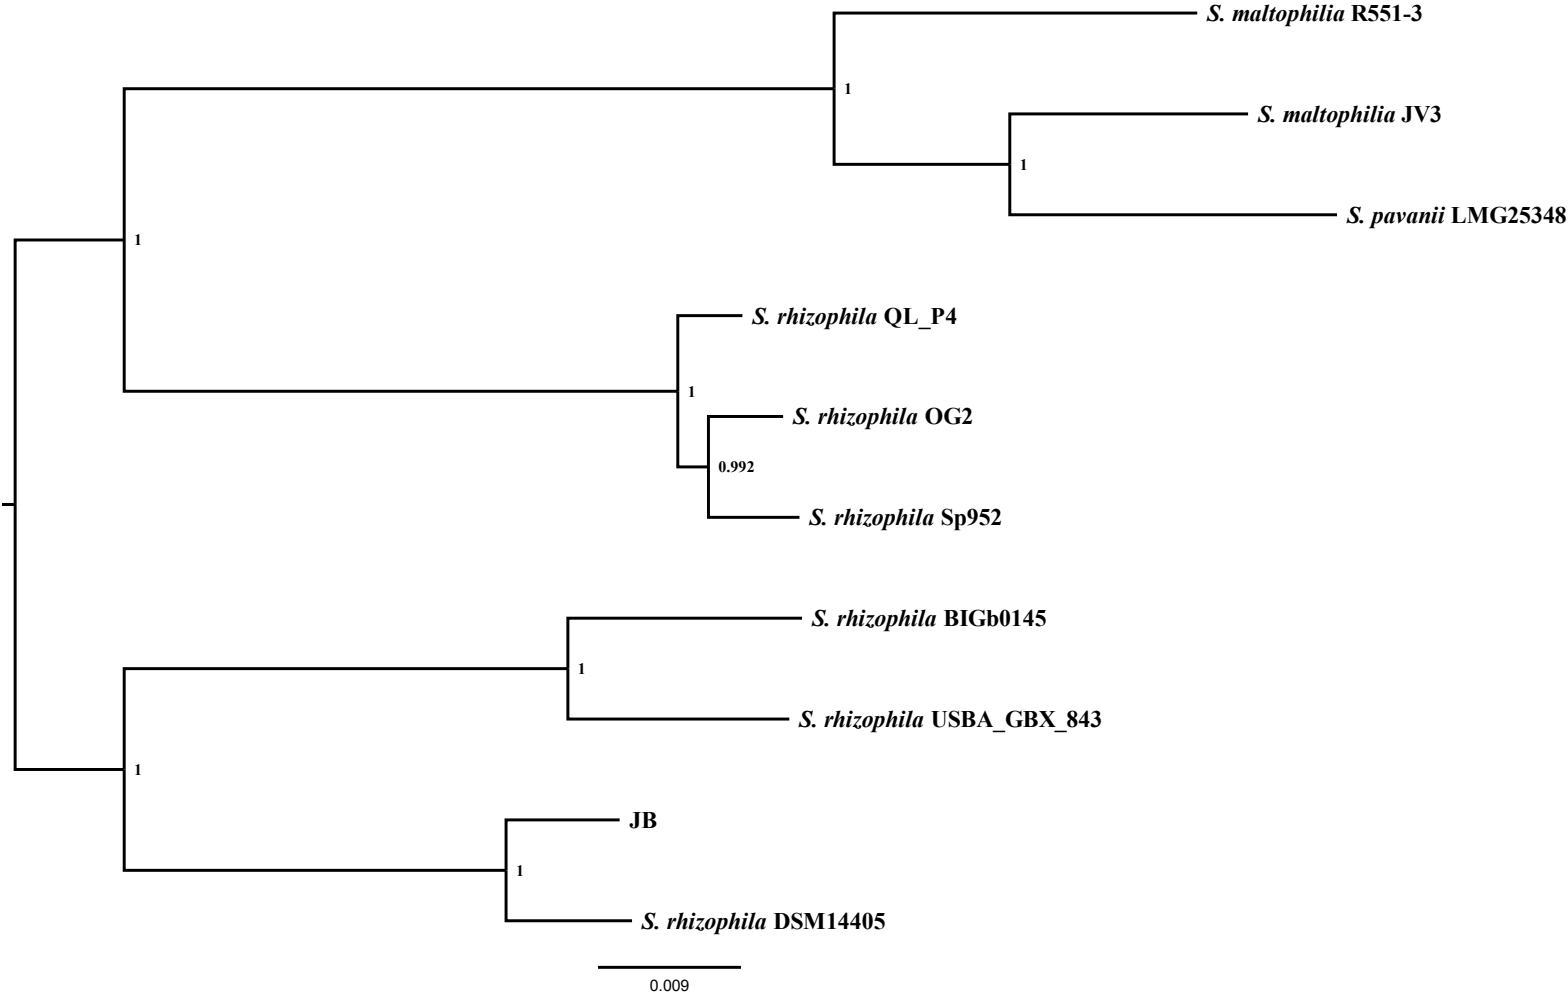 S. maltophilia R551-3
1
S. maltophilia JV3
1
S. pavanii LMG25348
1
S. rhizophila QL_P4
1
S. rhizophila OG2
0.992
S. rhizophila Sp952
S. rhizophila BIGb0145
1
S. rhizophila USBA_GBX_843
1
JB
1
S. rhizophila DSM14405
0.009